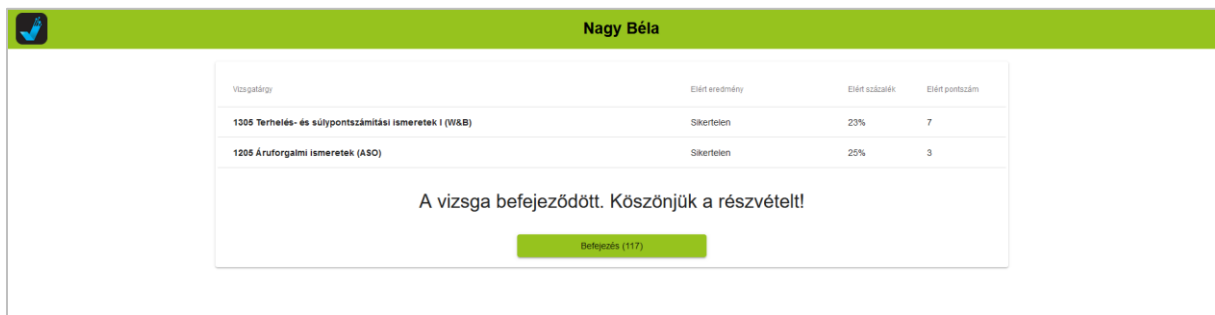 Nagy Béla
Vizsgatárgy Elért eredmény Elért százalék Elért pontszám
1305 Terhelés- és súlypontszámítási ismeretek I (W&B) Sikertelen 23% 7
1205 Áruforgalmi ismeretek (ASO) Sikertelen 25% 3
A vizsga befejeződött. Köszönjük a részvételt!
Befejezés (117)